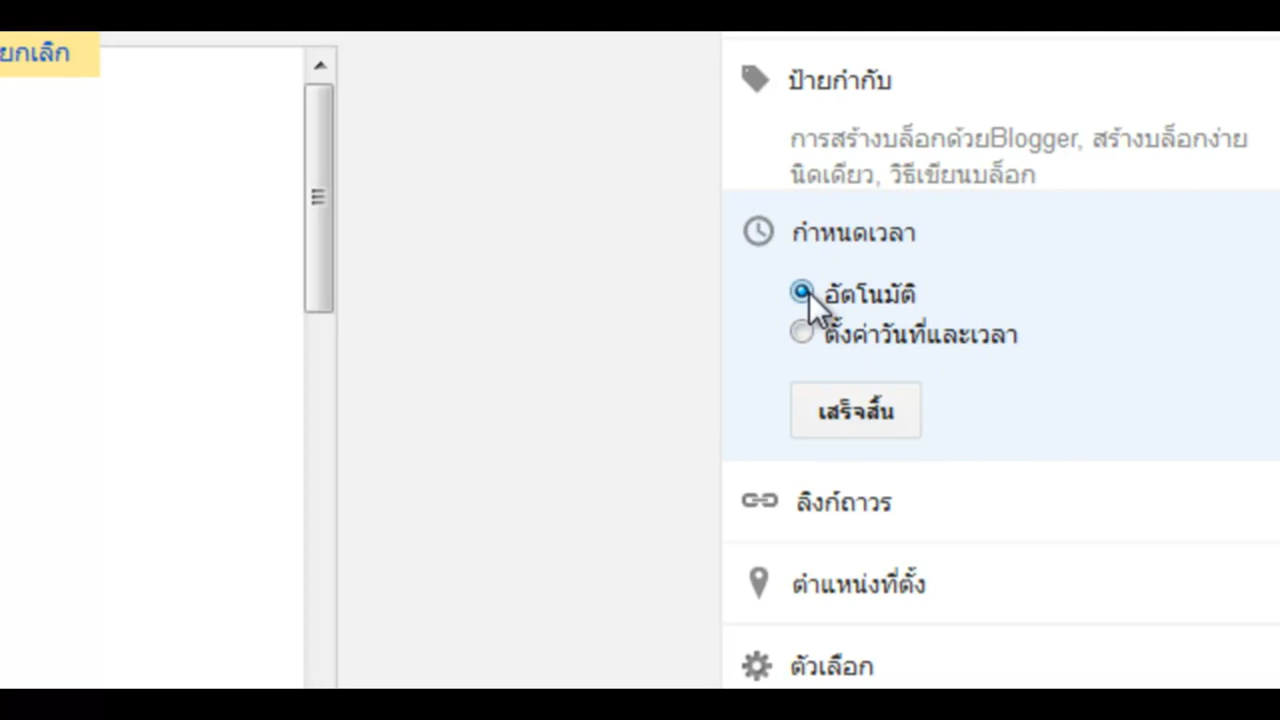 ยกเลิก
ป้ายกำกับ
การสร้างบล็อกด้วยBlogger, สร้างบล็อกง่าย
นิดเดียว, วิธีเขียนบล็อก
กำหนดเวลา
อัตโนมัติ
ตั้งค่าวันที่และเวลา
เสร็จสิ้น
ลิงก์ถาวร
ตำแหน่งที่ตั้ง
ตัวเลือก